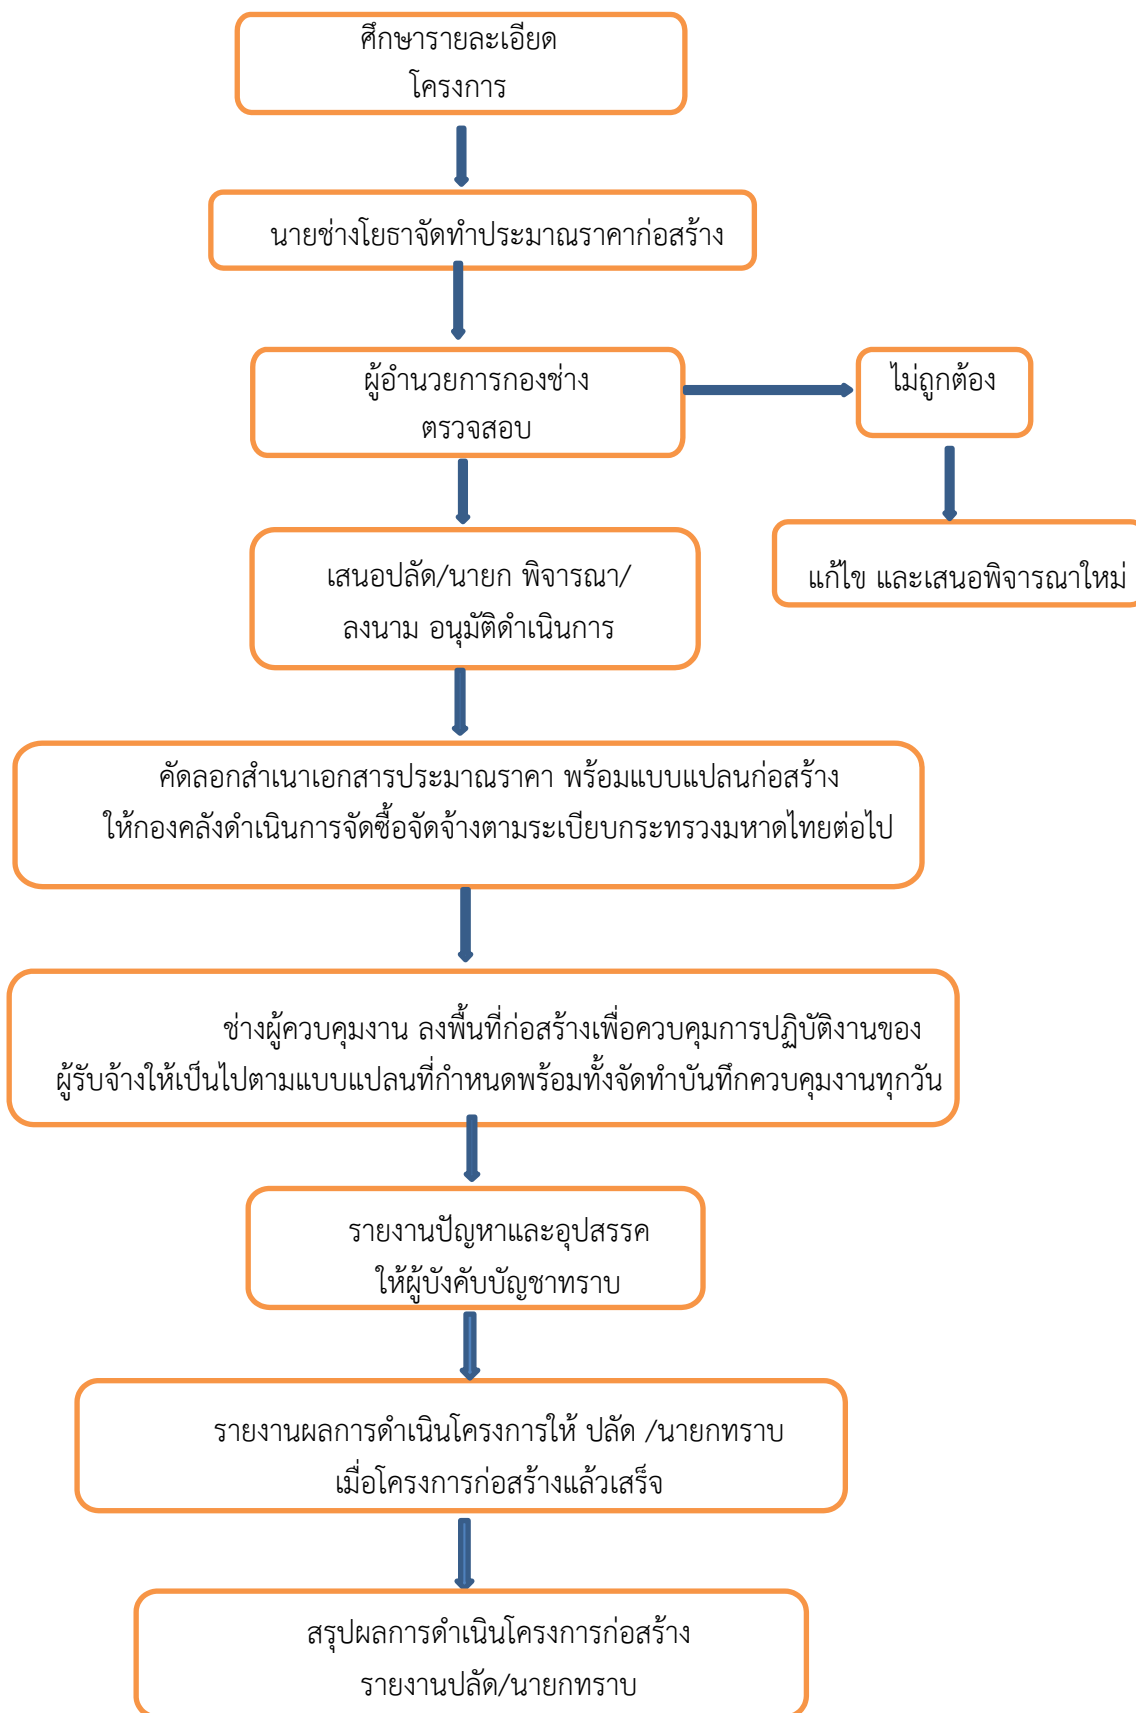 ศึกษารายละเอียด
โครงการ
นายช่างโยธาจัดทำประมาณราคาก่อสร้าง
ผู้อำนวยการกองช่าง
ตรวจสอบ
ไม่ถูกต้อง
เสนอปลัด/นายก พิจารณา/
ลงนาม อนุมัติดำเนินการ
แก้ไข และเสนอพิจารณาใหม่
คัดลอกสำเนาเอกสารประมาณราคา พร้อมแบบแปลนก่อสร้าง
ให้กองคลังดำเนินการจัดซื้อจัดจ้างตามระเบียบกระทรวงมหาดไทยต่อไป
ช่างผู้ควบคุมงาน ลงพื้นที่ก่อสร้างเพื่อควบคุมการปฏิบัติงานของ
ผู้รับจ้างให้เป็นไปตามแบบแปลนที่กำหนดพร้อมทั้งจัดทำบันทึกควบคุมงานทุกวัน
รายงานปัญหาและอุปสรรค
ให้ผู้บังคับบัญชาทราบ
รายงานผลการดำเนินโครงการให้ ปลัด /นายกทราบ
เมื่อโครงการก่อสร้างแล้วเสร็จ
สรุปผลการดำเนินโครงการก่อสร้าง
รายงานปลัด/นายกทราบ